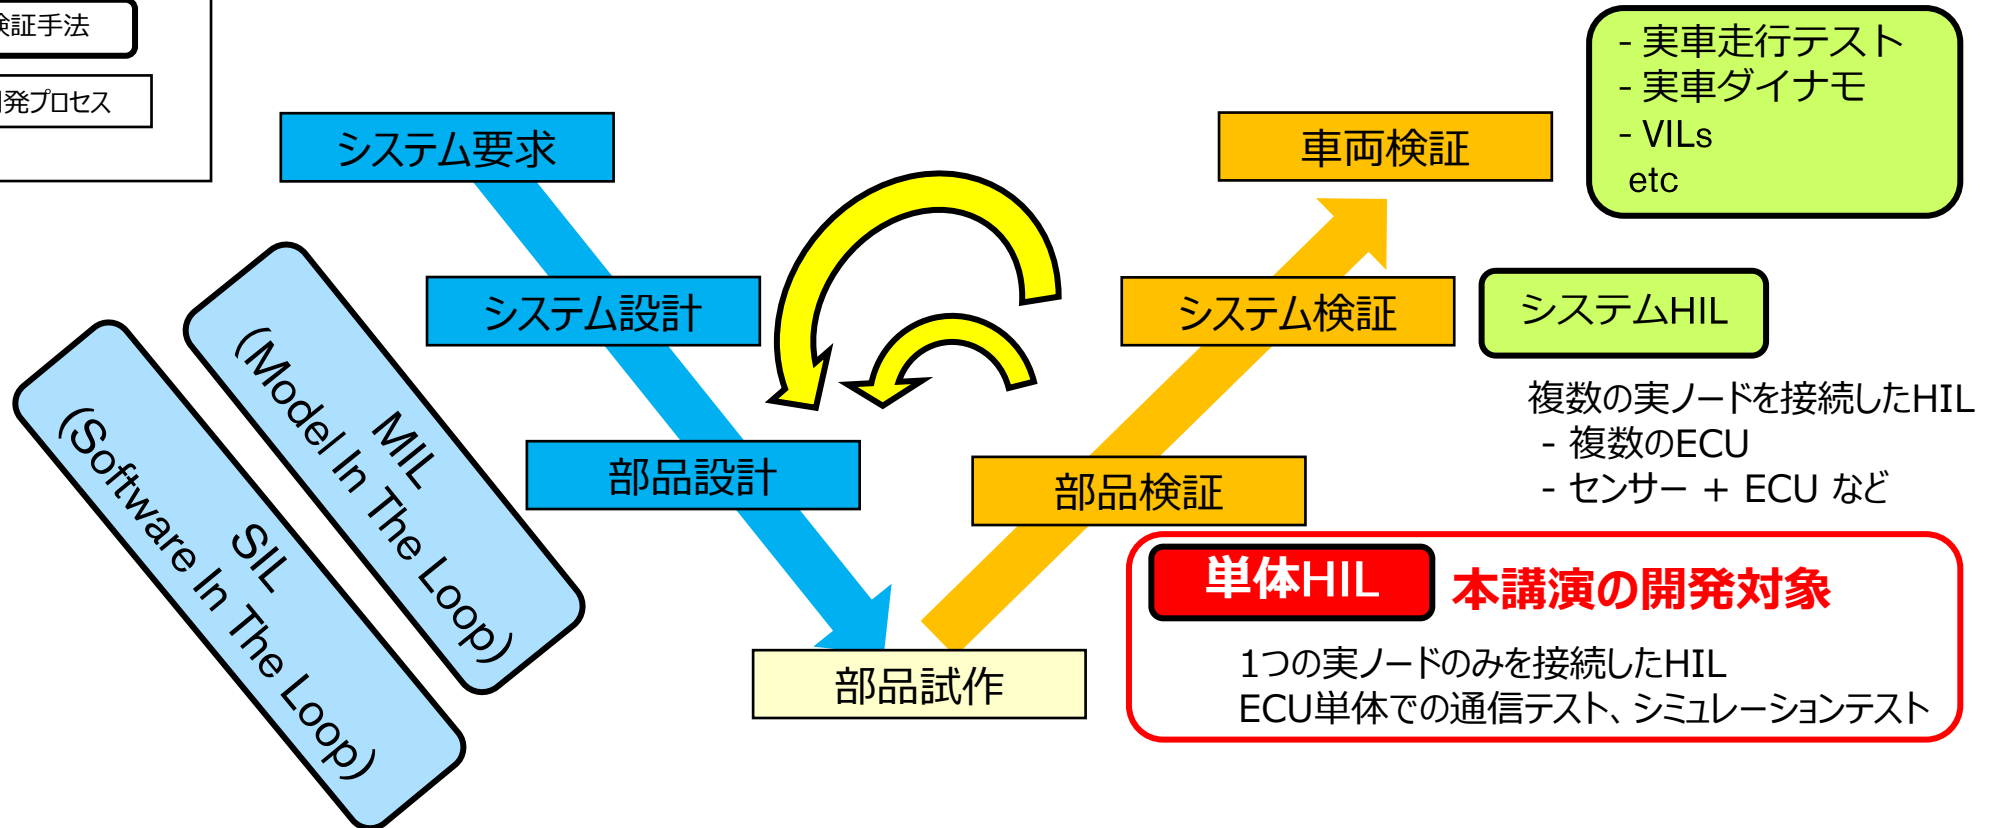 検証手法
発プロセス
システム要求
システム設計
部品設計
部品試作
MIL
(Model In The Loop)
SIL
(Software In The Loop)
車両検証
システム検証
部品検証
- 実車走行テスト
- 実車ダイナモ
- VILs
etc
システムHIL
複数の実ノードを接続したHIL
- 複数のECU
- センサー + ECU など
単体HIL
本講演の開発対象
1つの実ノードのみを接続したHIL
ECU単体での通信テスト、シミュレーションテスト